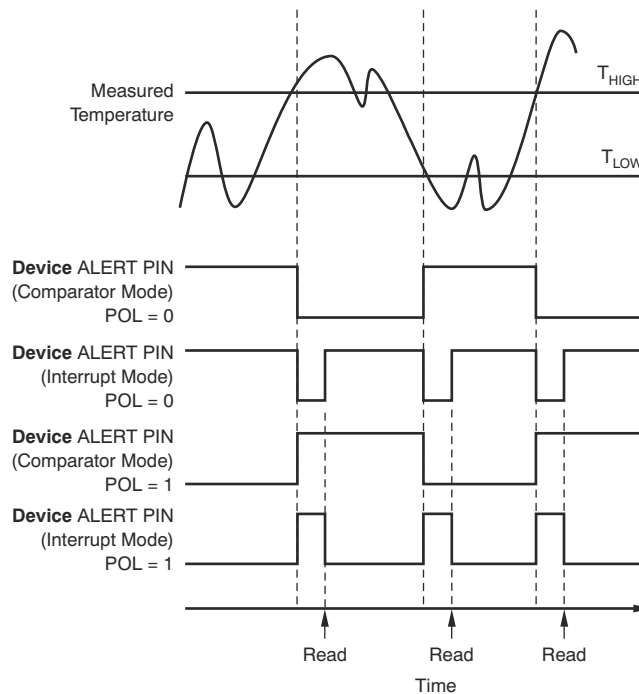 T_HIGH
Measured
Temperature
T_LOW
Device ALERT PIN
(Comparator Mode)
POL = 0
Device ALERT PIN
(Interrupt Mode)
POL = 0
Device ALERT PIN
(Comparator Mode)
POL = 1
Device ALERT PIN
(Interrupt Mode)
POL = 1
Read Read Read
Time